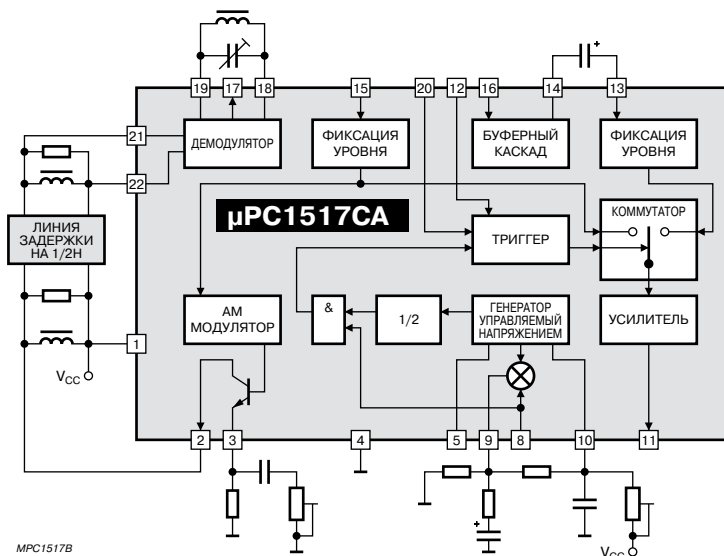 19 17 18 15 20 12 16 14 13
21
ДЕМОДУЛЯТОР
ФИКСАЦИЯ
УРОВНЯ
БУФЕРНЫЙ
КАСКАД
ФИКСАЦИЯ
УРОВНЯ
22
µPC1517CA
КОММУТАТОР
ЛИНИЯ
ЗАДЕРЖКИ
НА 1/2H
ТРИГГЕР
АМ
МОДУЛЯТОР
&
1/2
ГЕНЕРАТОР
УПРАВЛЯЕМЫЙ
НАПРЯЖЕНИЕМ
УСИЛИТЕЛЬ
1
VCC
2 3 4 5 9 8 10 11
+
+
VCC
MPC1517B